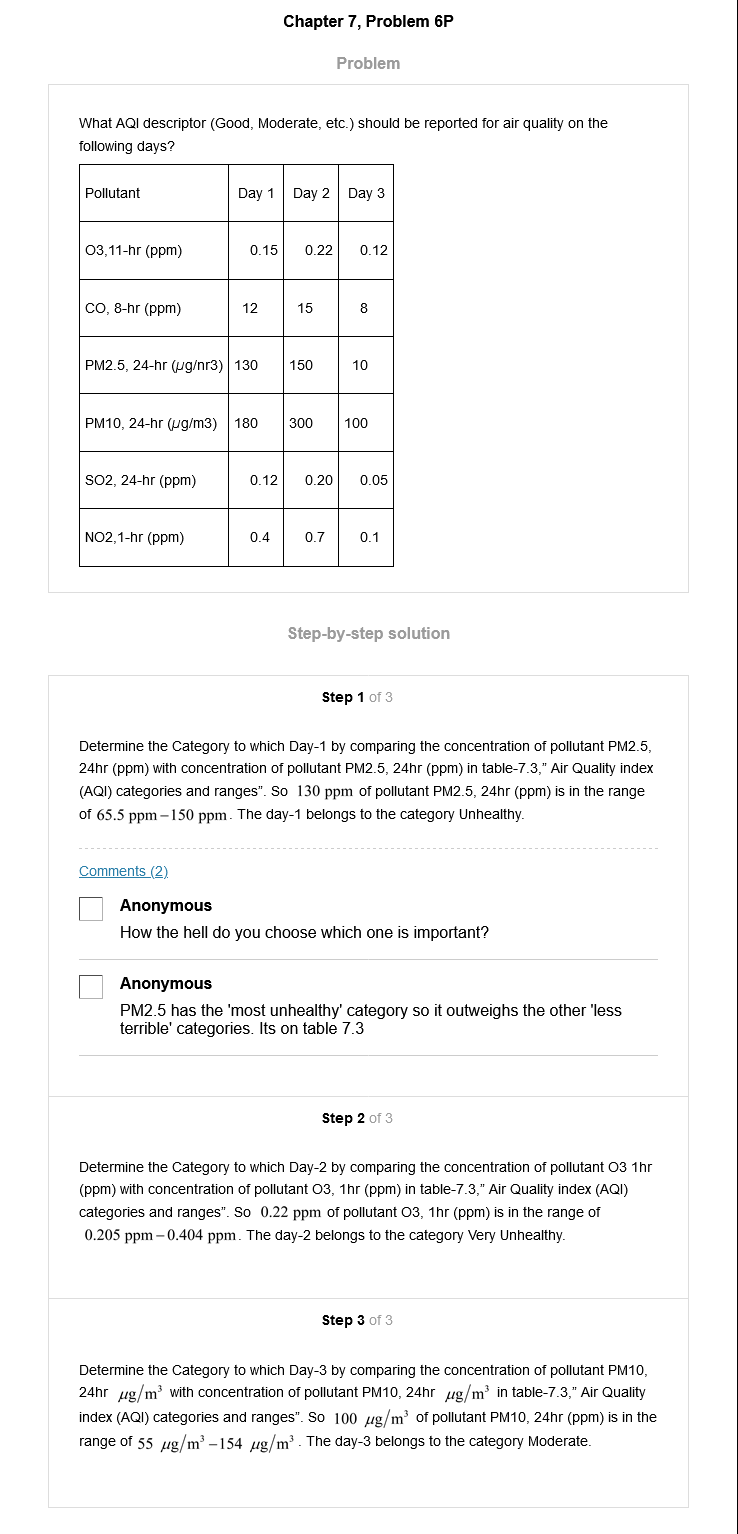 Chapter 7, Problem 6P
Problem
What AQI descriptor (Good, Moderate, etc.) should be reported for air quality on the
following days?
Pollutant Day 1 Day 2 Day 3
O3,11-hr (ppm) 0.15 0.22 0.12
CO, 8-hr (ppm) 12 15 8
PM2.5, 24-hr (µg/nr3) 130 150 10
PM10, 24-hr (µg/m3) 180 300 100
SO2, 24-hr (ppm) 0.12 0.20 0.05
NO2,1-hr (ppm) 0.4 0.7 0.1
Step-by-step solution
Step 1 of 3
Determine the Category to which Day-1 by comparing the concentration of pollutant PM2.5,
24hr (ppm) with concentration of pollutant PM2.5, 24hr (ppm) in table-7.3,” Air Quality index
(AQI) categories and ranges”. So 130 ppm of pollutant PM2.5, 24hr (ppm) is in the range
of 65.5 ppm – 150 ppm. The day-1 belongs to the category Unhealthy.
Comments (2)
Anonymous
How the hell do you choose which one is important?
Anonymous
PM2.5 has the 'most unhealthy' category so it outweighs the other 'less
terrible' categories. Its on table 7.3
Step 2 of 3
Determine the Category to which Day-2 by comparing the concentration of pollutant O3 1hr
(ppm) with concentration of pollutant O3, 1hr (ppm) in table-7.3,” Air Quality index (AQI)
categories and ranges”. So 0.22 ppm of pollutant O3, 1hr (ppm) is in the range of
0.205 ppm – 0.404 ppm. The day-2 belongs to the category Very Unhealthy.
Step 3 of 3
Determine the Category to which Day-3 by comparing the concentration of pollutant PM10,
24hr µg/m³ with concentration of pollutant PM10, 24hr µg/m³ in table-7.3,” Air Quality
index (AQI) categories and ranges”. So 100 µg/m³ of pollutant PM10, 24hr (ppm) is in the
range of 55 µg/m³ – 154 µg/m³. The day-3 belongs to the category Moderate.